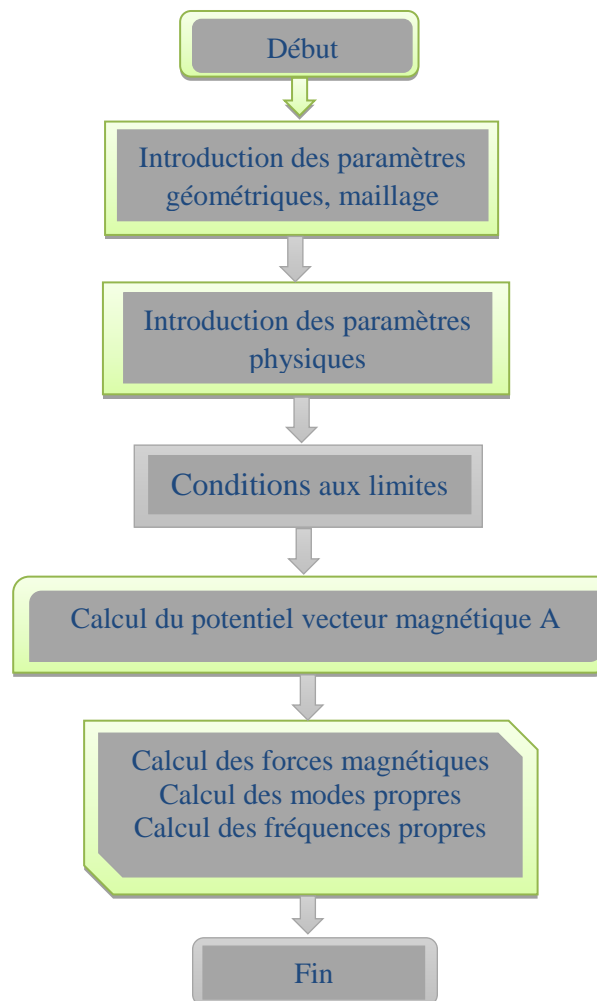 Début
Introduction des paramètres
géométriques, maillage
Introduction des paramètres
physiques
Conditions aux limites
Calcul du potentiel vecteur magnétique A
Calcul des forces magnétiques
Calcul des modes propres
Calcul des fréquences propres
Fin